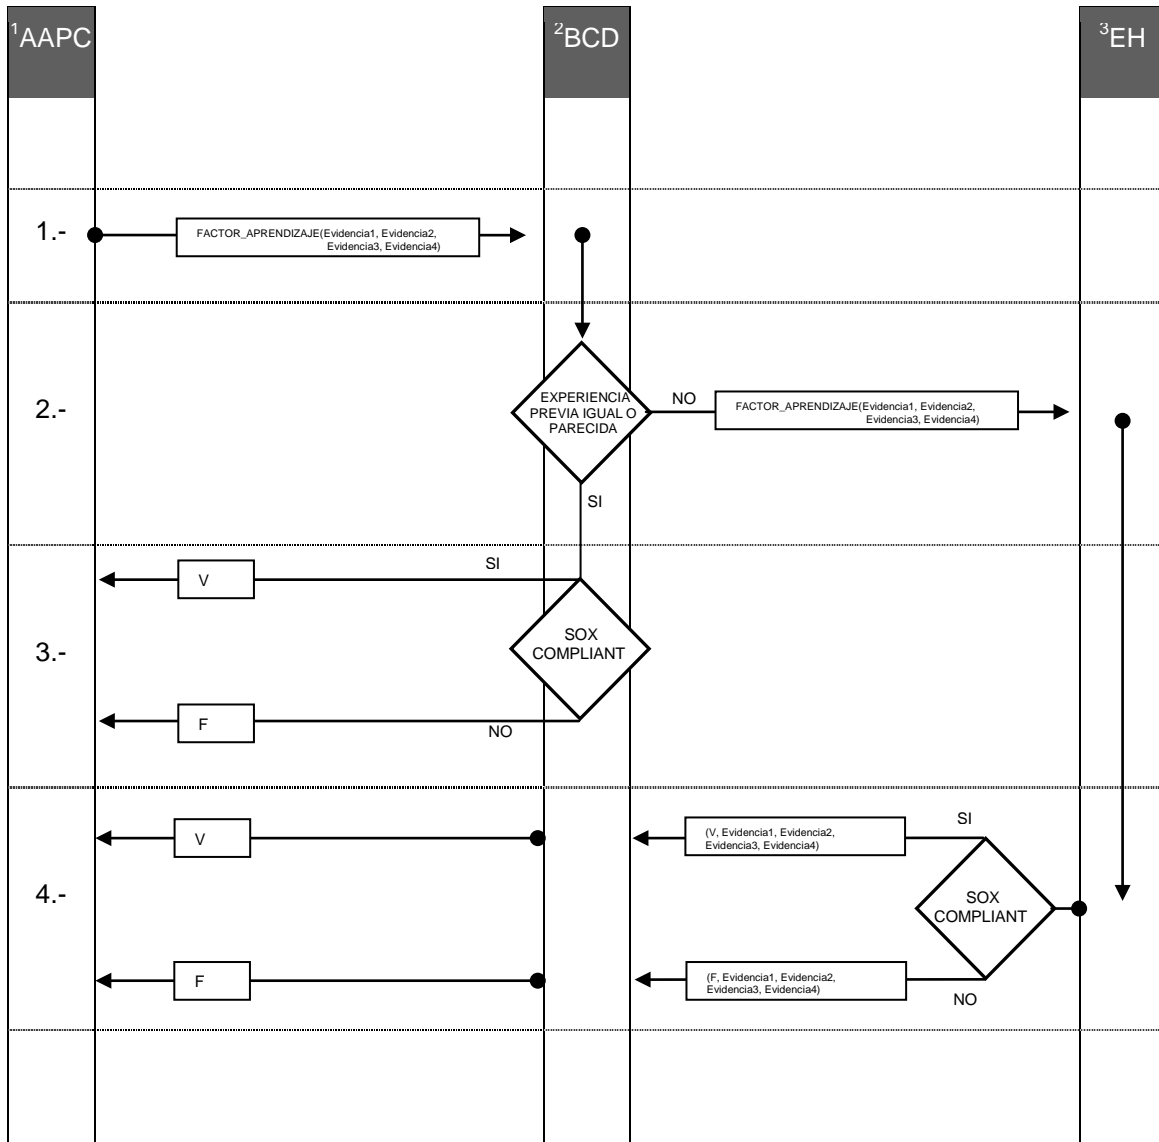 ¹AAPC
²BCD
³EH
1.-
FACTOR_APRENDIZAJE(Evidencia1, Evidencia2,
Evidencia3, Evidencia4)
2.-
EXPERIENCIA
PREVIA IGUAL O
PARECIDA
NO
FACTOR_APRENDIZAJE(Evidencia1, Evidencia2,
Evidencia3, Evidencia4)
SI
3.-
V
SI
SOX
COMPLIANT
F
NO
4.-
V
(V, Evidencia1, Evidencia2,
Evidencia3, Evidencia4)
SI
SOX
COMPLIANT
F
(F, Evidencia1, Evidencia2,
Evidencia3, Evidencia4)
NO